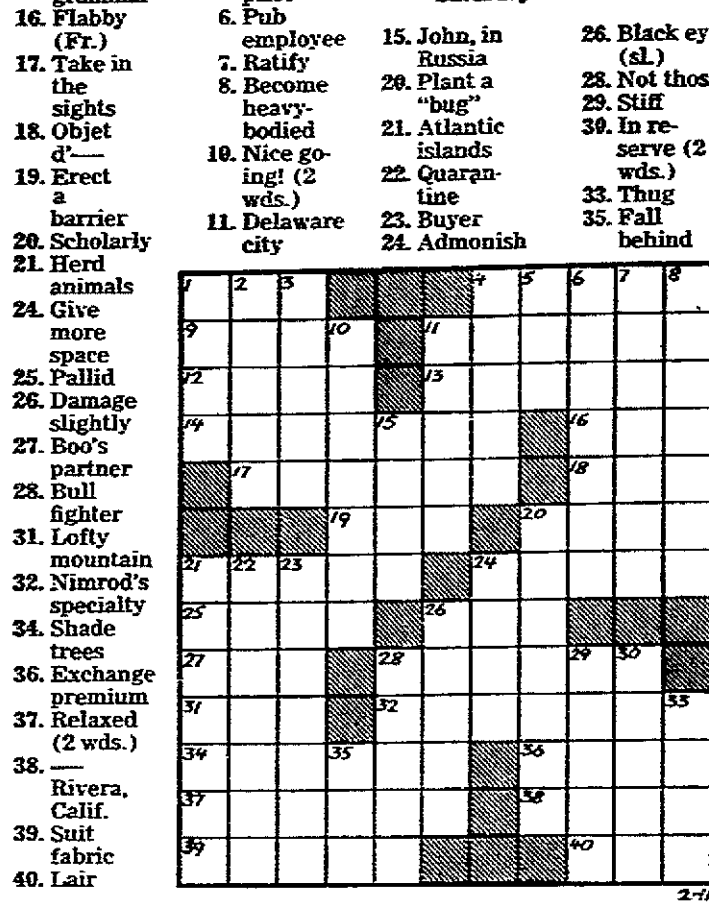 16. Flabby
(Fr.)
17. Take in
the
sights
18. Objet
d'—
19. Erect
a
barrier
20. Scholarly
21. Herd
animals
24. Give
more
space
25. Pallid
26. Damage
slightly
27. Boo's
partner
28. Bull
fighter
31. Lofty
mountain
32. Nimrod's
specialty
34. Shade
trees
36. Exchange
premium
37. Relaxed
(2 wds.)
38. —
Rivera,
Calif.
39. Suit
fabric
40. Lair
6. Pub
employee
7. Ratify
8. Become
heavy-
bodied
10. Nice go-
ing! (2
wds.)
11. Delaware
city
15. John, in
Russia
20. Plant a
"bug"
21. Atlantic
islands
22. Quaran-
tine
23. Buyer
24. Admonish
26. Black ey
(sl.)
28. Not thos
29. Stiff
30. In re-
serve (2
wds.)
33. Thug
35. Fall
behind
1 2 3 4 5 6 7 8
9 10 11
12 13
14 15 16
17 18
19 20
21 22 23 24
25 26
27 28 29 30
31 32 33
34 35 36
37 38
39 40